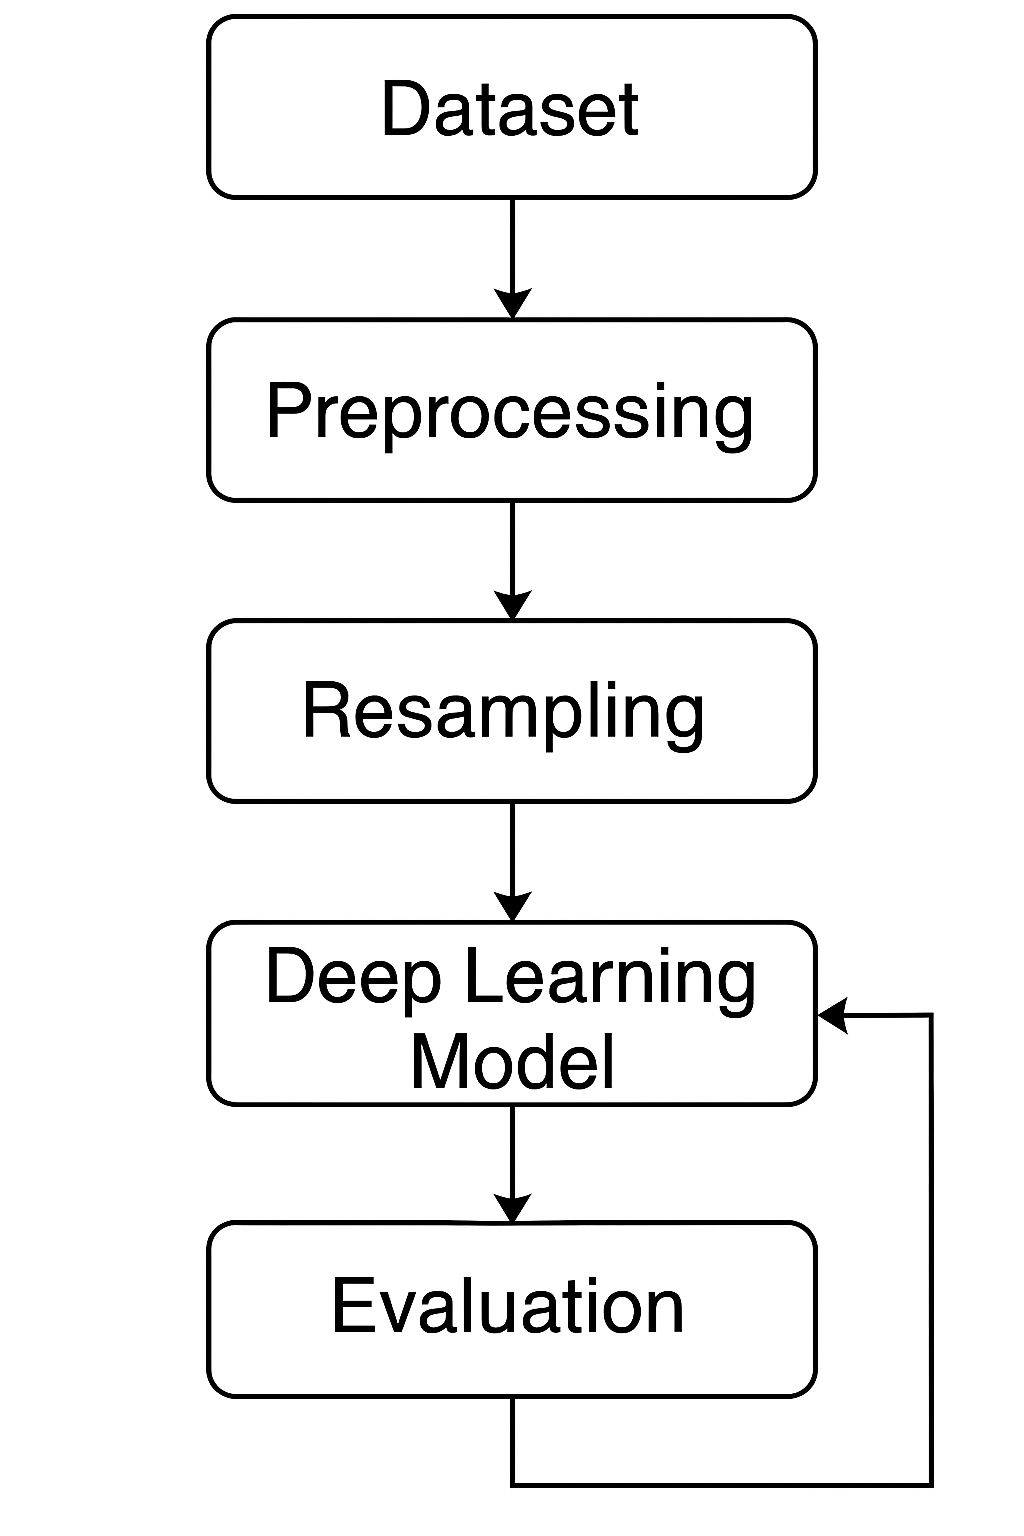 Dataset
Preprocessing
Resampling
Deep Learning
Model
Evaluation